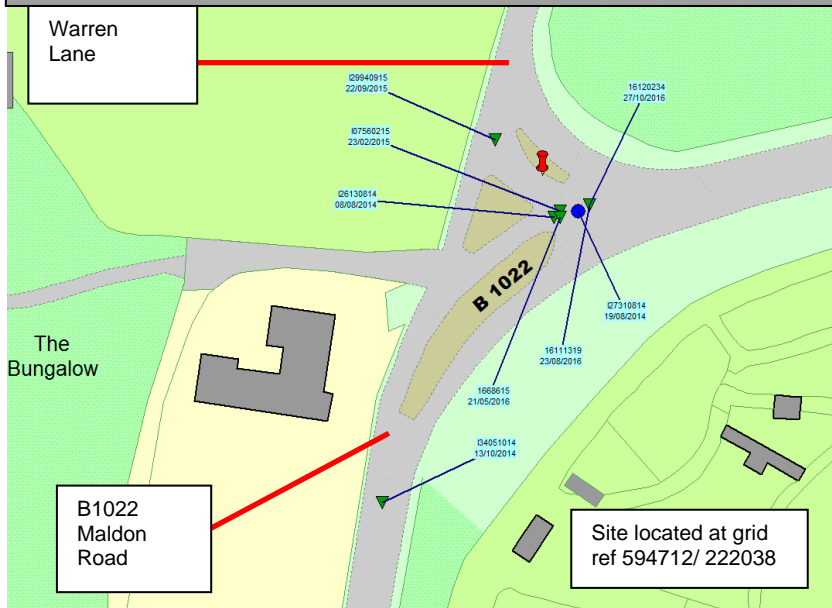 Warren
Lane
I29940915
22/09/2015
16120234
27/10/2016
I07560215
23/02/2015
I26130814
08/08/2014
B 1022
I27310814
19/08/2014
The
Bungalow
16111319
23/08/2016
1668615
21/05/2016
I34051014
13/10/2014
B1022
Maldon
Road
Site located at grid
ref 594712/ 222038